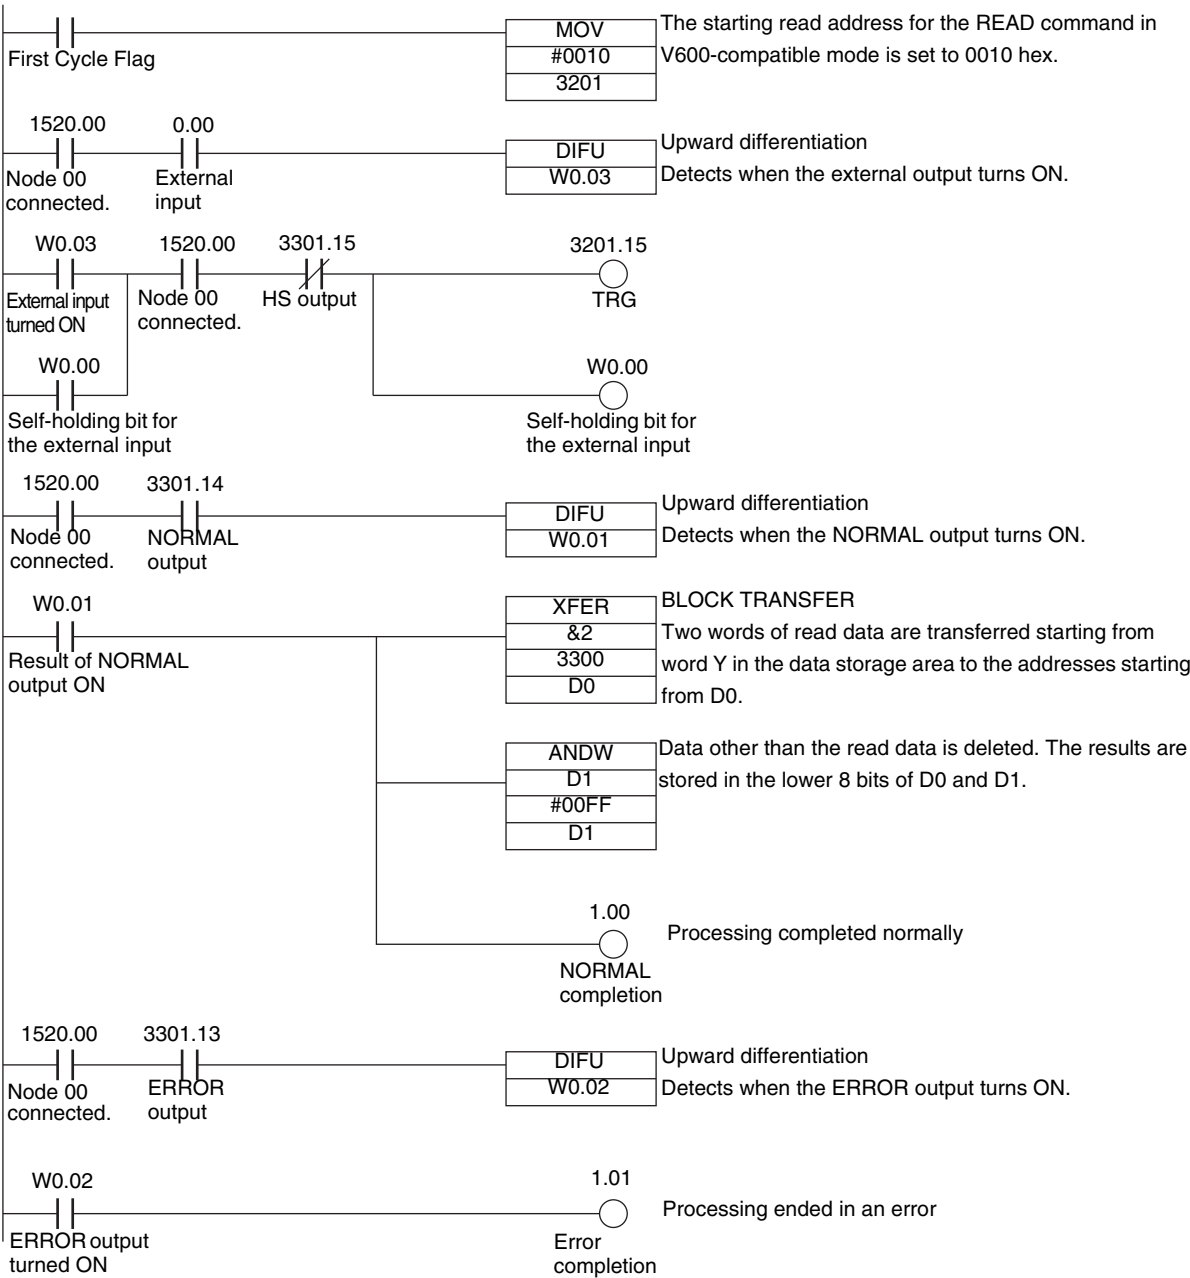 MOV
The starting read address for the READ command in
First Cycle Flag
#0010
V600-compatible mode is set to 0010 hex.
3201
1520.00
0.00
DIFU
Upward differentiation
Node 00
connected.
External
input
W0.03
Detects when the external output turns ON.
W0.03
1520.00
3301.15
3201.15
External input
turned ON
Node 00
connected.
HS output
TRG
W0.00
W0.00
Self-holding bit for
the external input
Self-holding bit for
the external input
1520.00
3301.14
DIFU
Upward differentiation
Node 00
connected.
NORMAL
output
W0.01
Detects when the NORMAL output turns ON.
W0.01
XFER
BLOCK TRANSFER
&2
Two words of read data are transferred starting from
Result of NORMAL
output ON
3300
word Y in the data storage area to the addresses starting
D0
from D0.
ANDW
Data other than the read data is deleted. The results are
D1
stored in the lower 8 bits of D0 and D1.
#00FF
D1
1.00
Processing completed normally
NORMAL
completion
1520.00
3301.13
DIFU
Upward differentiation
Node 00
connected.
ERROR
output
W0.02
Detects when the ERROR output turns ON.
W0.02
1.01
Processing ended in an error
ERROR output
turned ON
Error
completion